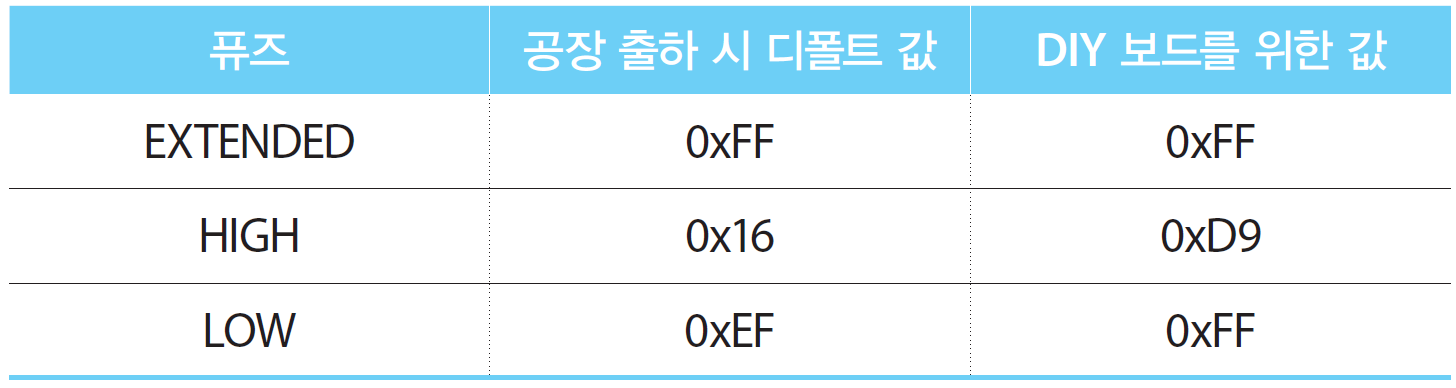 퓨즈 공장 출하 시 디폴트 값 DIY 보드를 위한 값
EXTENDED 0xFF 0xFF
HIGH 0x16 0xD9
LOW 0xEF 0xFF